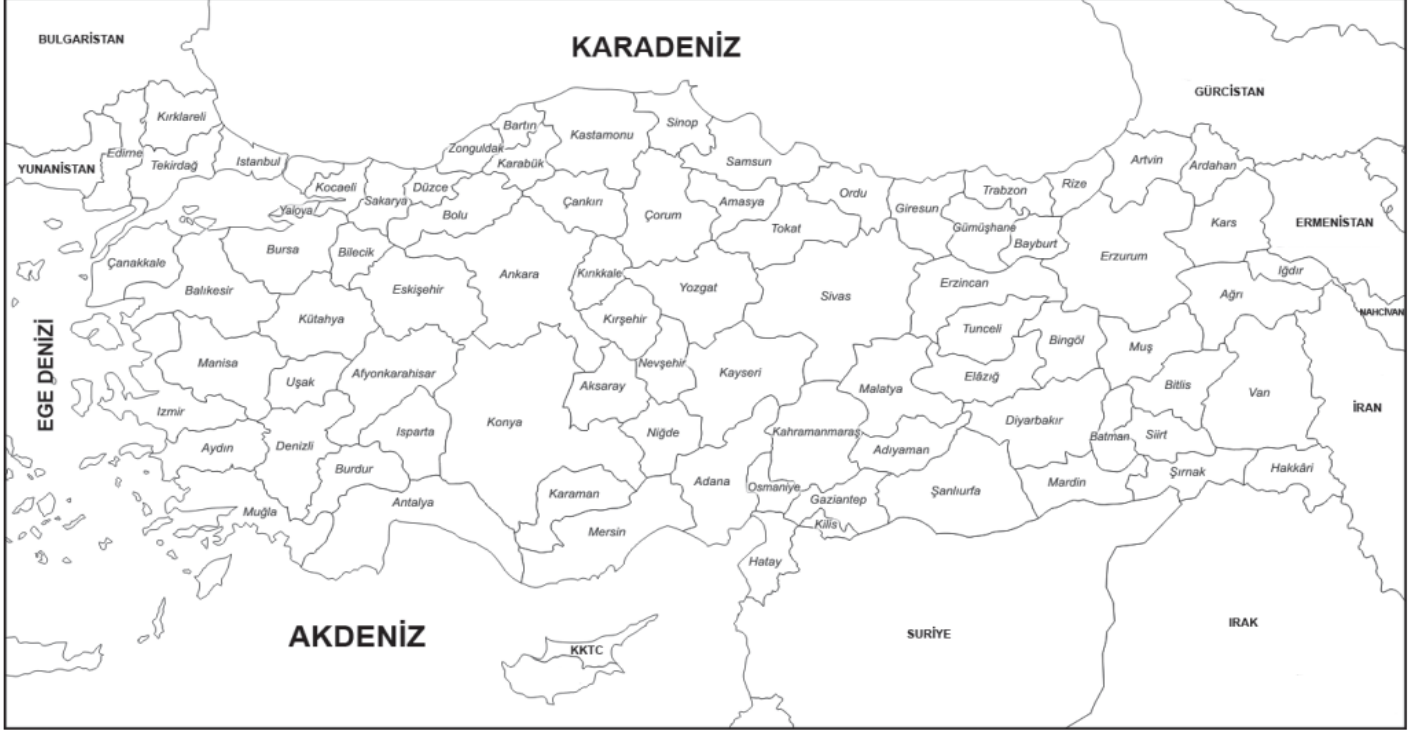 BULGARİSTAN
KARADENİZ
GÜRCİSTAN
Kırklareli
Bartın
Sinop
Kastamonu
Edirne
Zonguldak
YUNANİSTAN
Tekirdağ
Istanbul
Karabük
Samsun
Artvin
Ardahan
Kocaeli
Düzce
Trabzon
Rize
Sakarya
Çankırı
Amasya
Ordu
Yalova
Bolu
Çorum
Giresun
Kars
ERMENİSTAN
Tokat
Gümüşhane
Bayburt
Bursa
Bilecik
Erzurum
Çanakkale
Ankara
Kırıkkale
Iğdır
Balıkesir
Eskişehir
Yozgat
Sivas
Erzincan
Ağrı
NAHCİVAN
Kütahya
Kırşehir
Tunceli
Bingöl
Muş
EGE DENİZİ
Manisa
Nevşehir
Afyonkarahisar
Kayseri
Elâzığ
Uşak
Aksaray
Malatya
Bitlis
Van
İRAN
Izmir
Konya
Diyarbakır
Isparta
Niğde
Kahramanmaraş
Batman
Siirt
Aydın
Denizli
Adıyaman
Burdur
Şırnak
Hakkâri
Adana
Osmaniye
Mardin
Karaman
Gaziantep
Şanlıurfa
Antalya
Muğla
Kilis
Mersin
Hatay
AKDENİZ
KKTC
SURİYE
IRAK